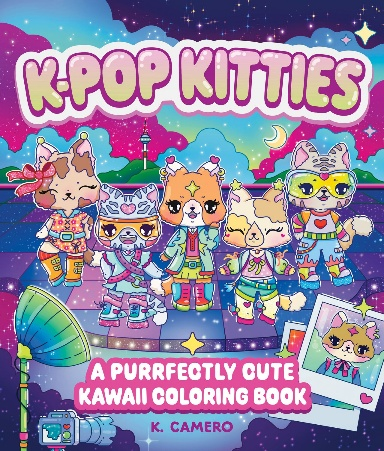 K-POP KITTIES
A PURRFECTLY CUTE
KAWAII COLORING BOOK
K. CAMERO